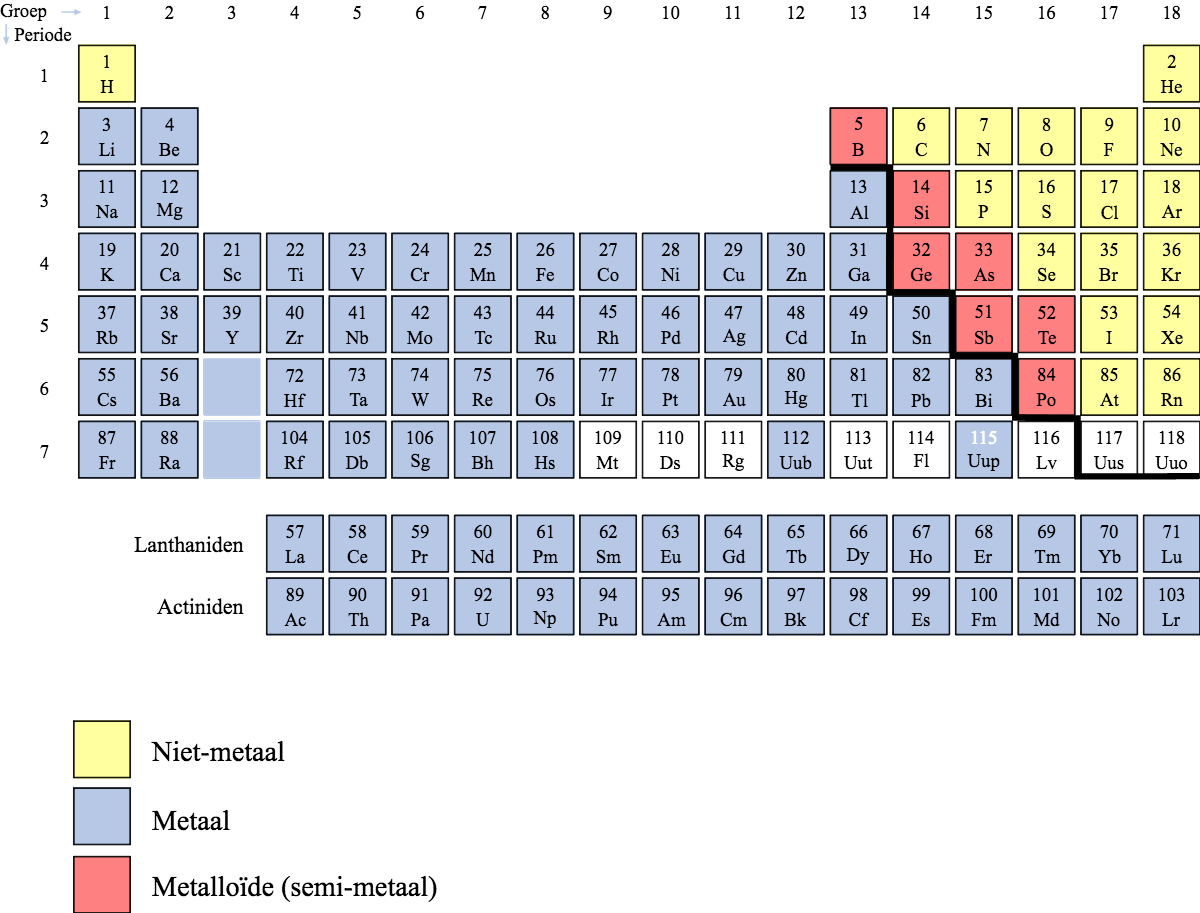 Groep 1 2 3 4 5 6 7 8 9 10 11 12 13 14 15 16 17 18
Periode
1 1 2
H He
2 3 4 5 6 7 8 9 10
Li Be B C N O F Ne
3 11 12 13 14 15 16 17 18
Na Mg Al Si P S Cl Ar
4 19 20 21 22 23 24 25 26 27 28 29 30 31 32 33 34 35 36
K Ca Sc Ti V Cr Mn Fe Co Ni Cu Zn Ga Ge As Se Br Kr
5 37 38 39 40 41 42 43 44 45 46 47 48 49 50 51 52 53 54
Rb Sr Y Zr Nb Mo Tc Ru Rh Pd Ag Cd In Sn Sb Te I Xe
6 55 56 72 73 74 75 76 77 78 79 80 81 82 83 84 85 86
Cs Ba Hf Ta W Re Os Ir Pt Au Hg Tl Pb Bi Po At Rn
7 87 88 104 105 106 107 108 109 110 111 112 113 114 115 116 117 118
Fr Ra Rf Db Sg Bh Hs Mt Ds Rg Uub Uut Fl Uup Lv Uus Uuo
Lanthaniden 57 58 59 60 61 62 63 64 65 66 67 68 69 70 71
La Ce Pr Nd Pm Sm Eu Gd Tb Dy Ho Er Tm Yb Lu
Actiniden 89 90 91 92 93 94 95 96 97 98 99 100 101 102 103
Ac Th Pa U Np Pu Am Cm Bk Cf Es Fm Md No Lr
Niet-metaal
Metaal
Metalloïde (semi-metaal)